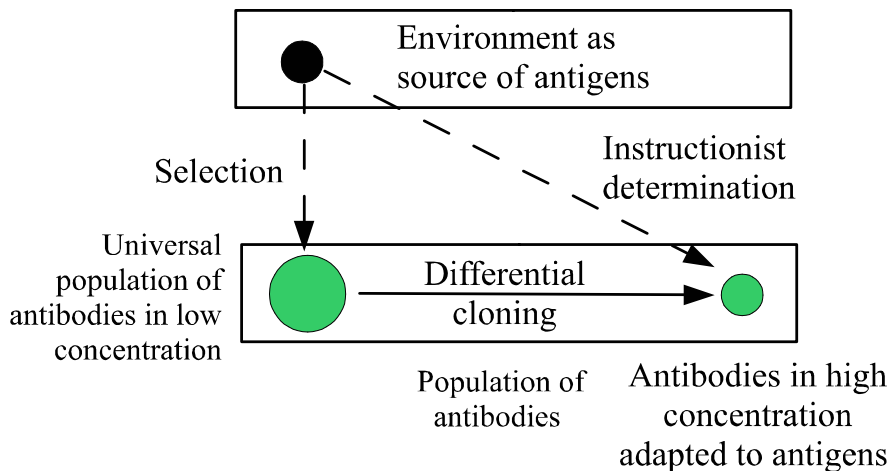 Environment as
source of antigens
Selection
Instructionist
determination
Universal
population of
antibodies in low
concentration
Differential
cloning
Population of
antibodies
Antibodies in high
concentration
adapted to antigens